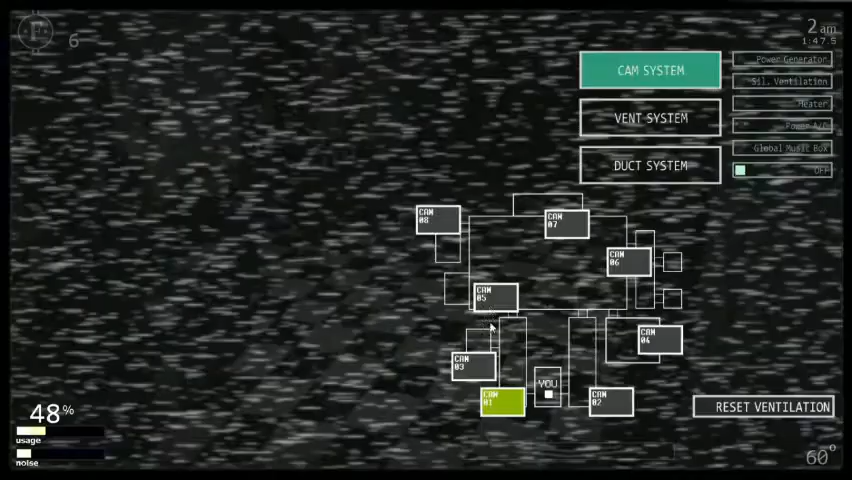 F
6
2 am
1:47.5
CAM SYSTEM
VENT SYSTEM
DUCT SYSTEM
Power Generator
Sil. Ventilation
Heater
Power A/C
Global Music Box
OFF
CAM 08
CAM 07
CAM 06
CAM 05
CAM 04
CAM 03
CAM 01
YOU
CAM 02
RESET VENTILATION
48%
usage
noise
60°